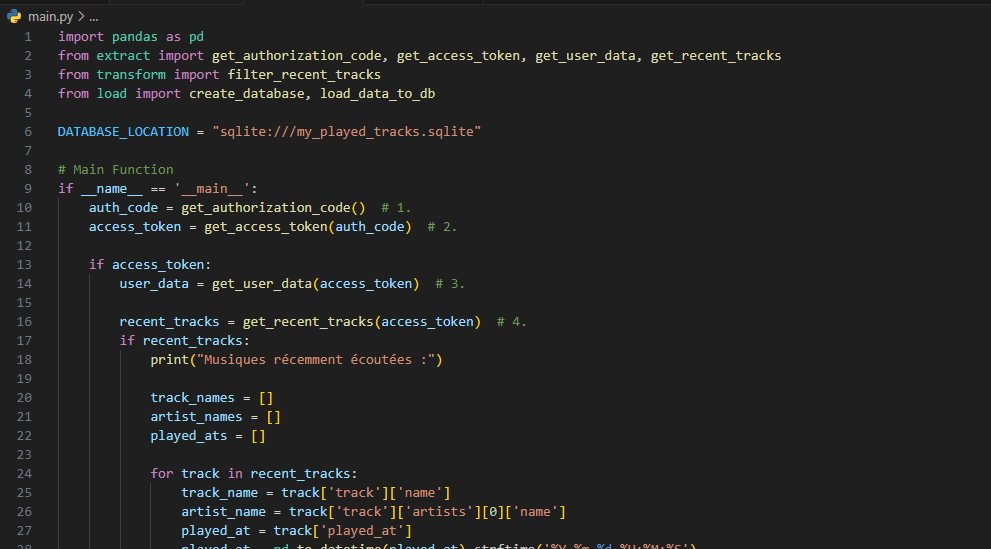 main.py > ...
1 import pandas as pd
2 from extract import get_authorization_code, get_access_token, get_user_data, get_recent_tracks
3 from transform import filter_recent_tracks
4 from load import create_database, load_data_to_db
5
6 DATABASE_LOCATION = "sqlite:///my_played_tracks.sqlite"
7
8 # Main Function
9 if __name__ == '__main__':
10     auth_code = get_authorization_code()  # 1.
11     access_token = get_access_token(auth_code)  # 2.
12
13     if access_token:
14         user_data = get_user_data(access_token)  # 3.
15
16         recent_tracks = get_recent_tracks(access_token)  # 4.
17         if recent_tracks:
18             print("Musiques récemment écoutées :")
19
20             track_names = []
21             artist_names = []
22             played_ats = []
23
24             for track in recent_tracks:
25                 track_name = track['track']['name']
26                 artist_name = track['track']['artists'][0]['name']
27                 played_at = track['played_at']
28                 played_at = pd.to_datetime(played_at).strftime('%Y-%m-%d %H:%M:%S')